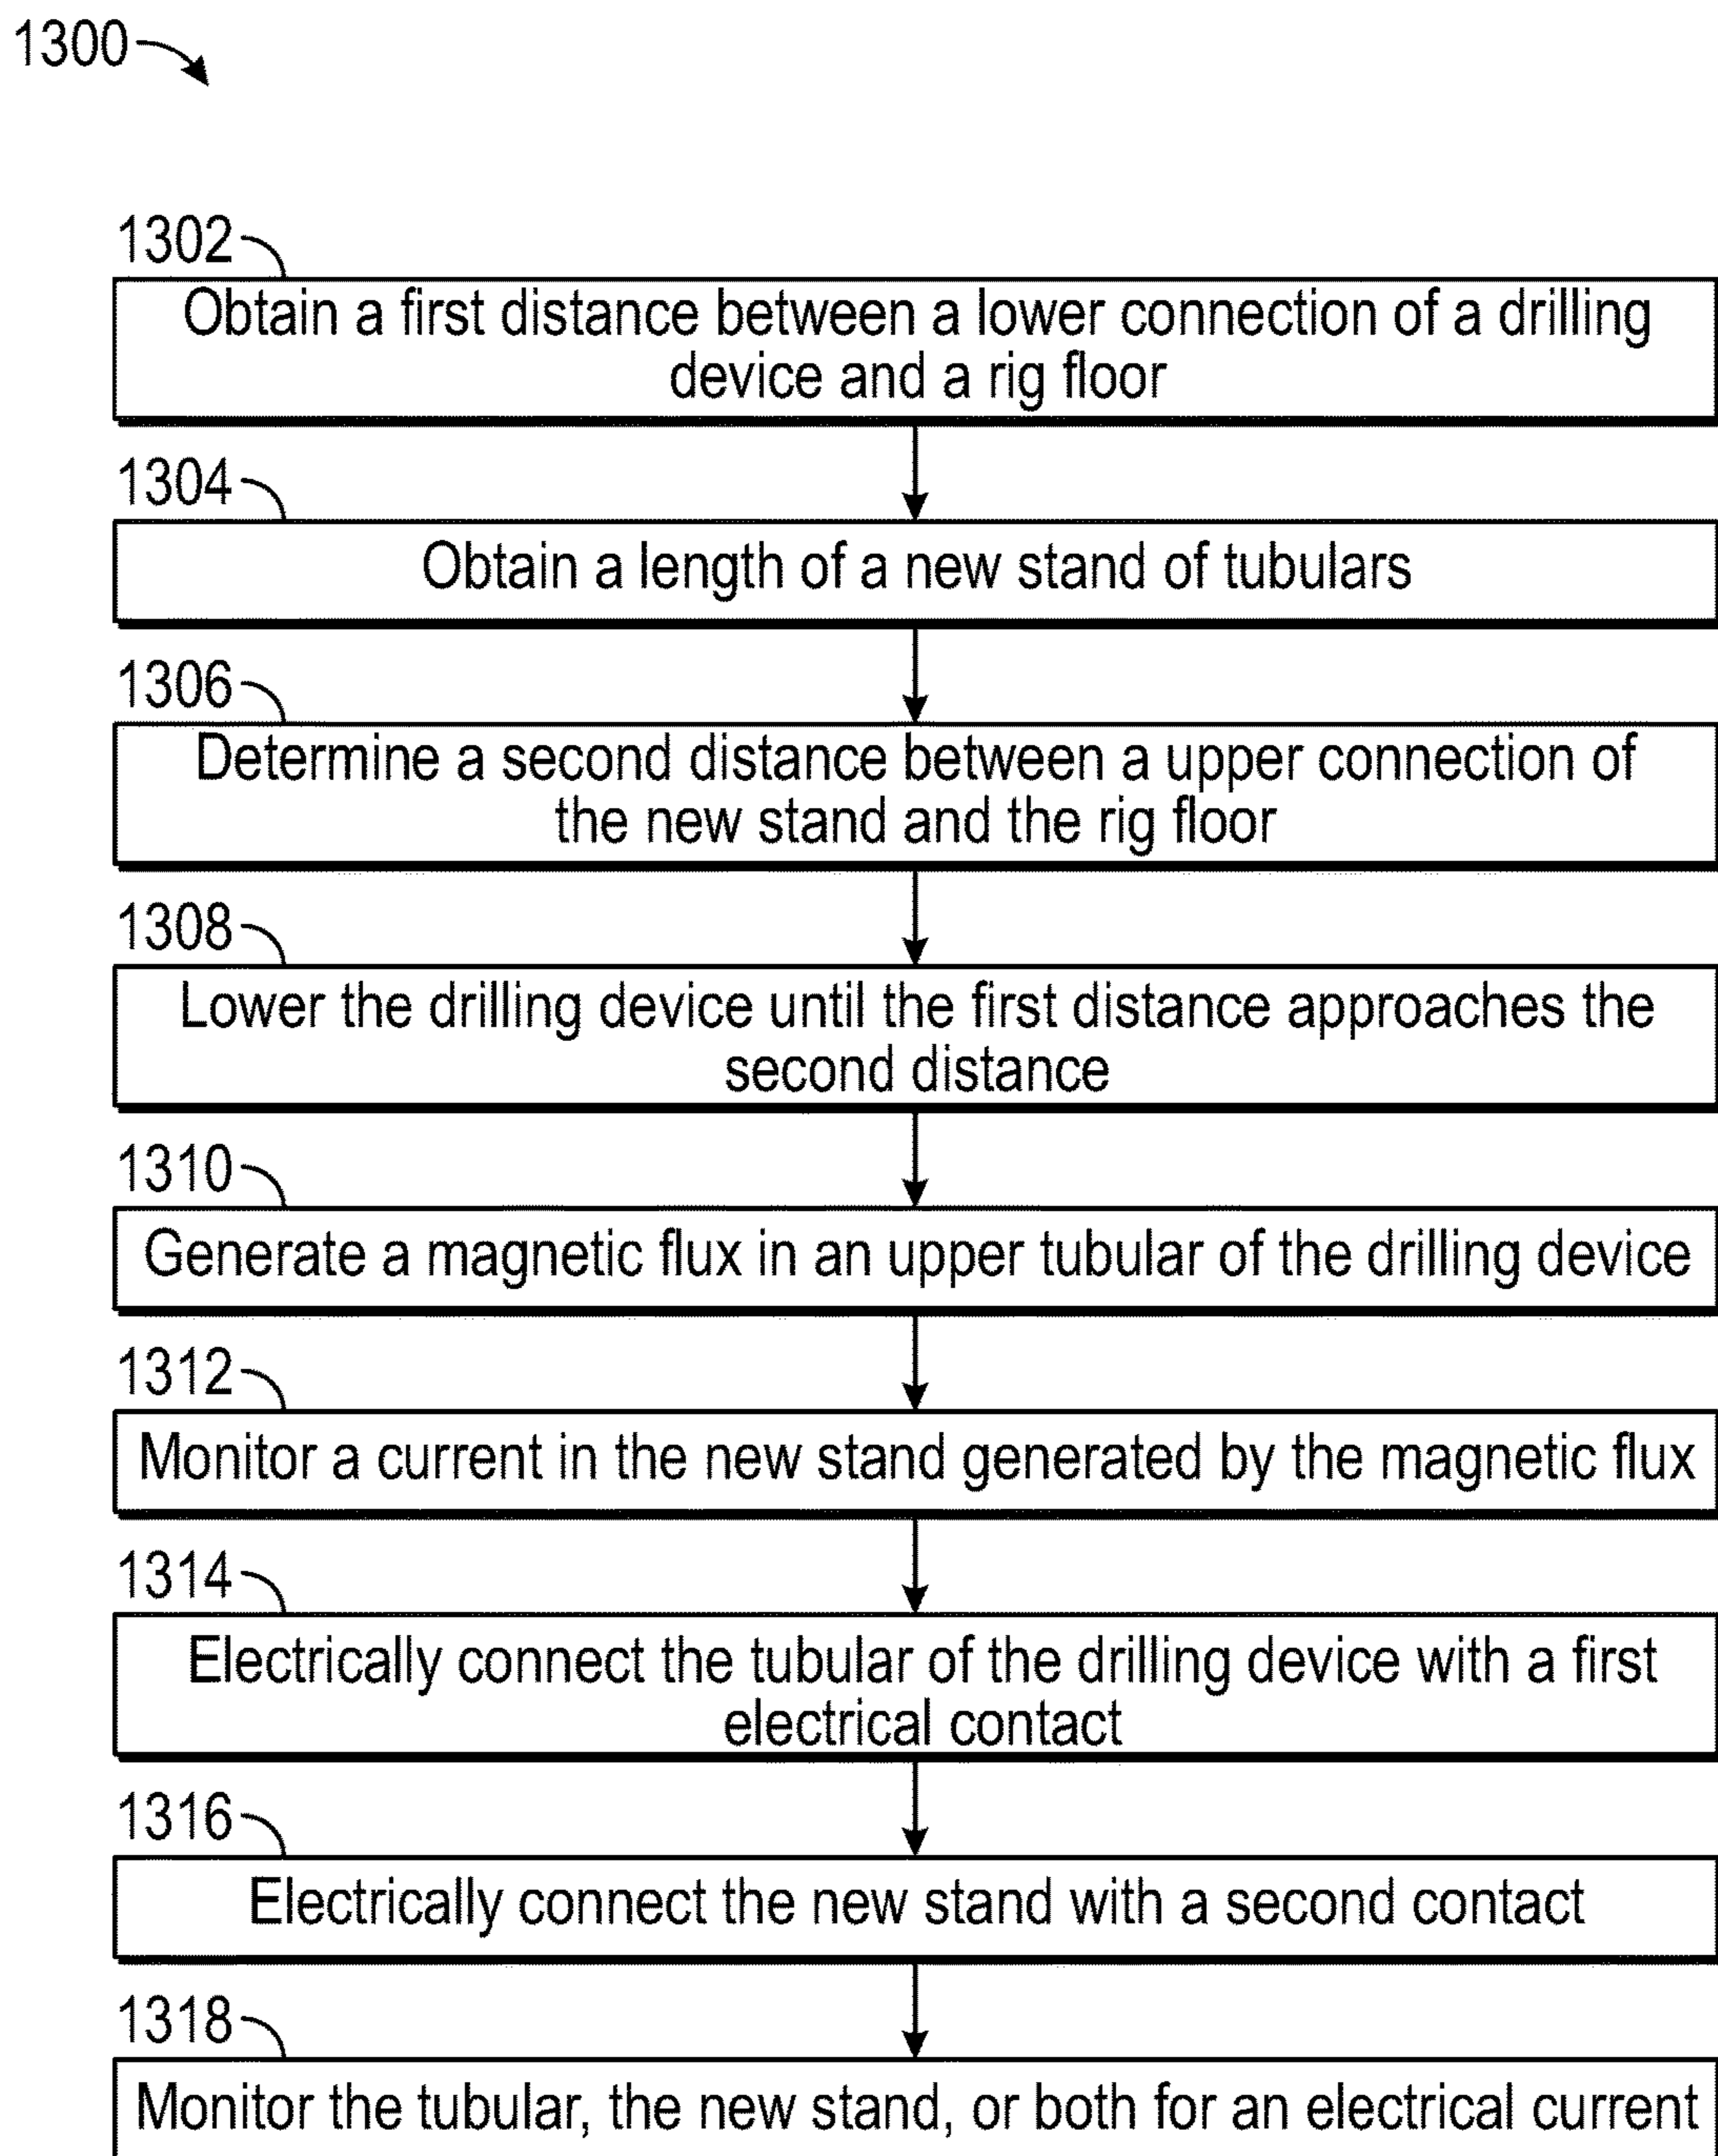 1300
1302
Obtain a first distance between a lower connection of a drilling
device and a rig floor
1304
Obtain a length of a new stand of tubulars
1306
Determine a second distance between a upper connection of
the new stand and the rig floor
1308
Lower the drilling device until the first distance approaches the
second distance
1310
Generate a magnetic flux in an upper tubular of the drilling device
1312
Monitor a current in the new stand generated by the magnetic flux
1314
Electrically connect the tubular of the drilling device with a first
electrical contact
1316
Electrically connect the new stand with a second contact
1318
Monitor the tubular, the new stand, or both for an electrical current